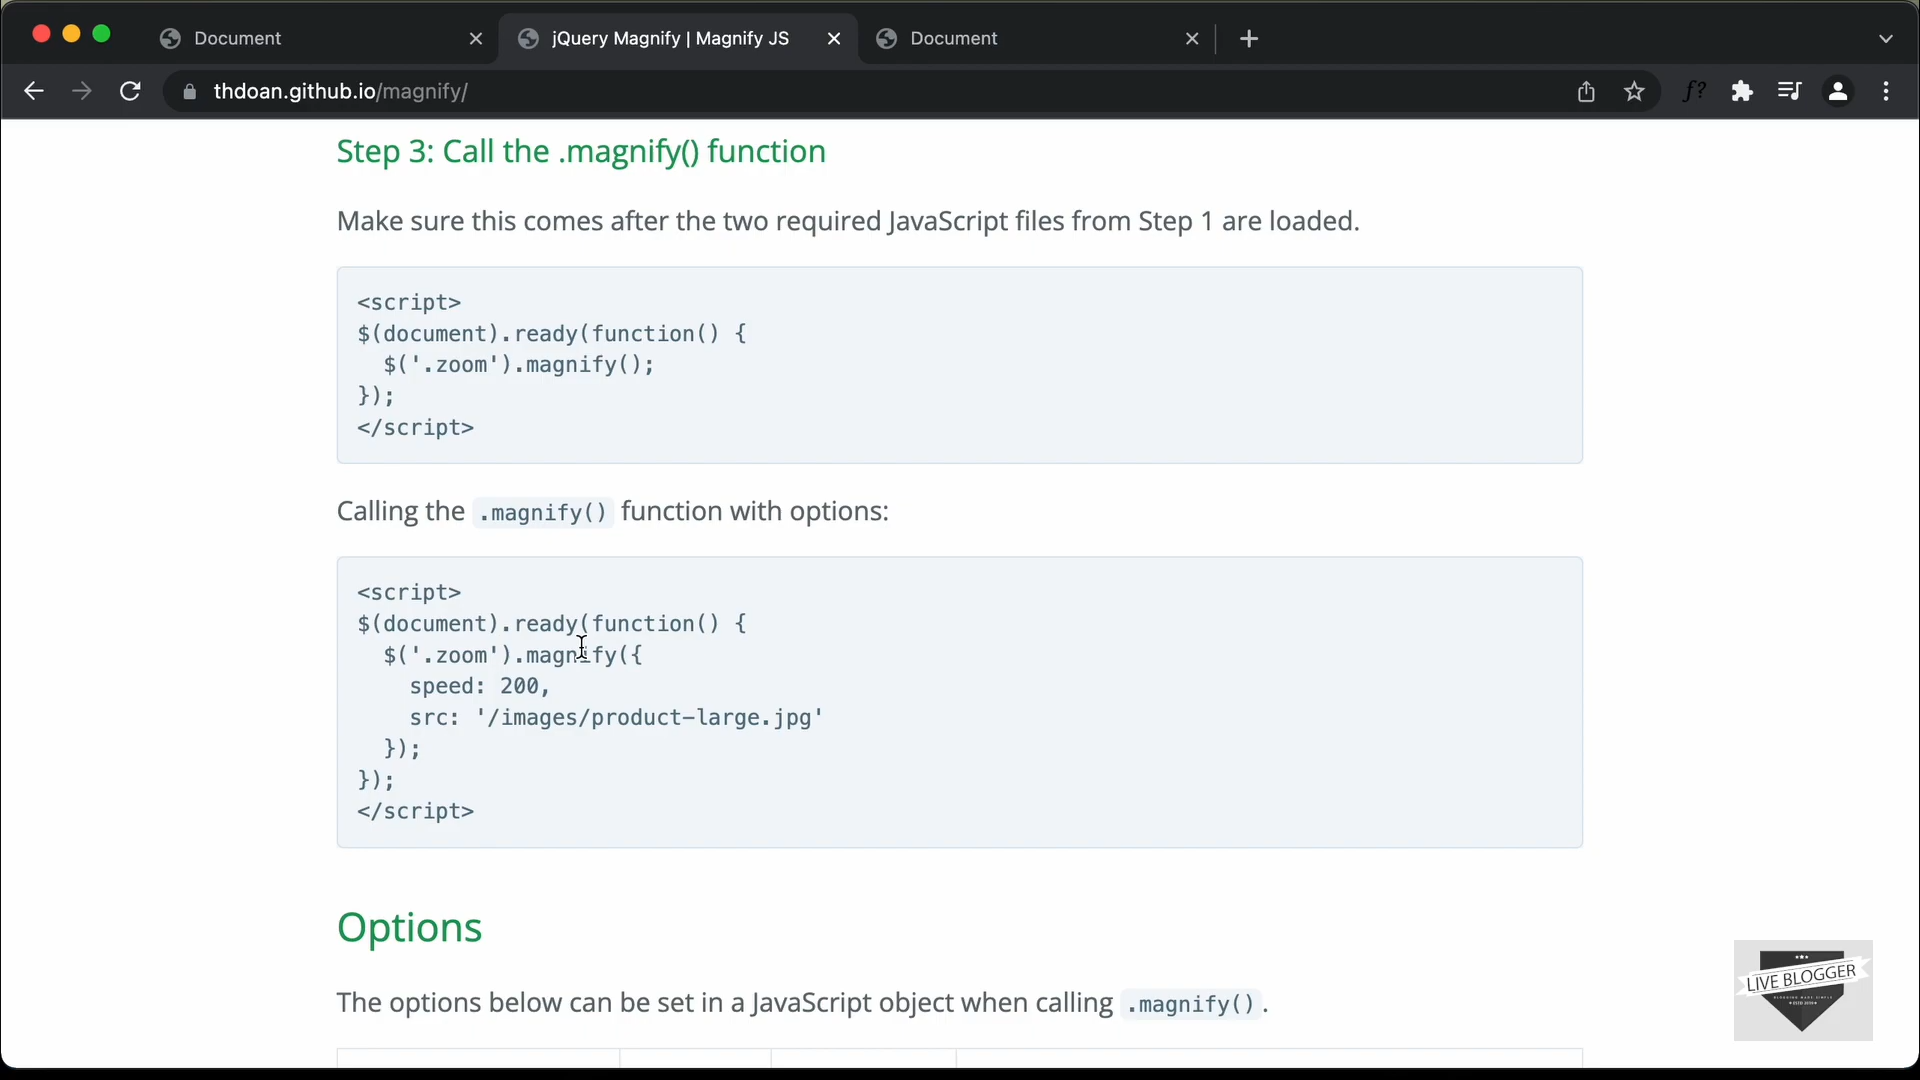 Document
jQuery Magnify | Magnify JS
Document
thdoan.github.io/magnify/
f?
Step 3: Call the .magnify() function
Make sure this comes after the two required JavaScript files from Step 1 are loaded.
<script>
$(document).ready(function() {
  $('.zoom').magnify();
});
</script>
Calling the .magnify() function with options:
<script>
$(document).ready(function() {
  $('.zoom').magnify({
    speed: 200,
    src: '/images/product-large.jpg'
  });
});
</script>
Options
The options below can be set in a JavaScript object when calling .magnify().
LIVE BLOGGER